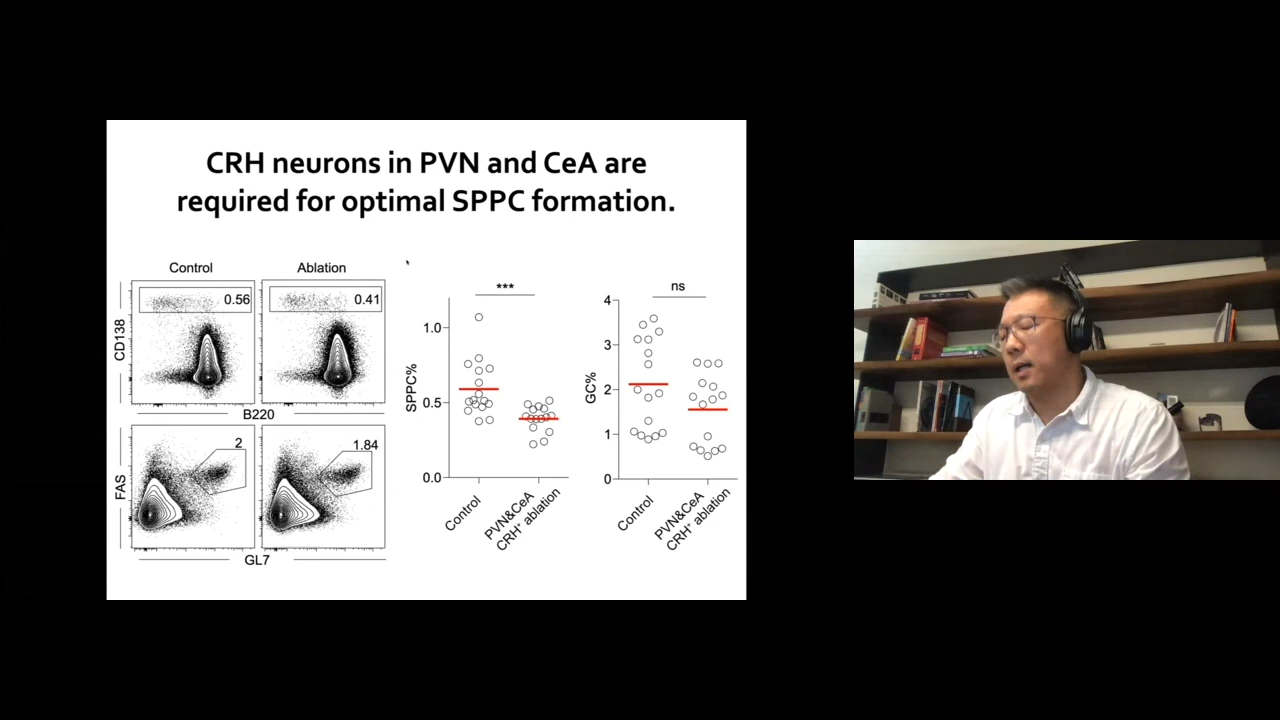 CRH neurons in PVN and CeA are
required for optimal SPPC formation.
Control
Ablation
0.56
0.41
CD138
B220
2
1.84
FAS
GL7
***
1.0
0.5
0.0
SPPC%
Control
PVN&CeA
CRH⁺ ablation
ns
4
3
2
1
0
GC%
Control
PVN&CeA
CRH⁺ ablation